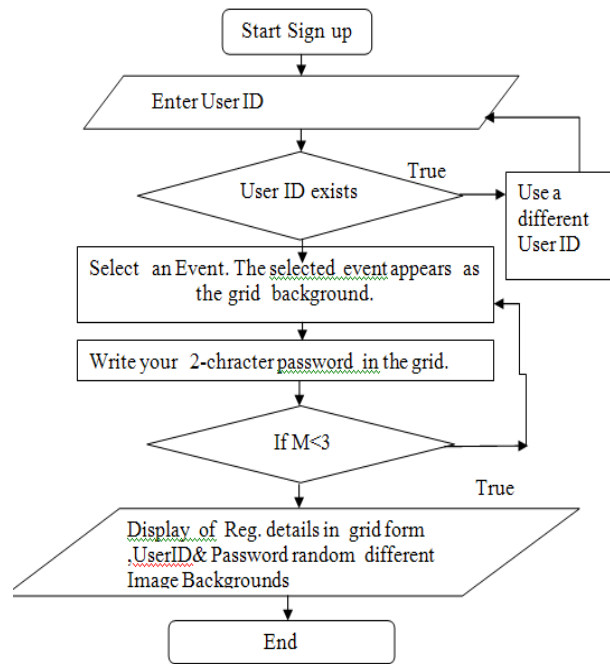 Start Sign up
Enter User ID
True
User ID exists
Use a
different
User ID
Select an Event. The selected event appears as
the grid background.
Write your 2-chracter password in the grid.
If M<3
True
Display of Reg. details in grid form
,UserID& Password random different
Image Backgrounds
End